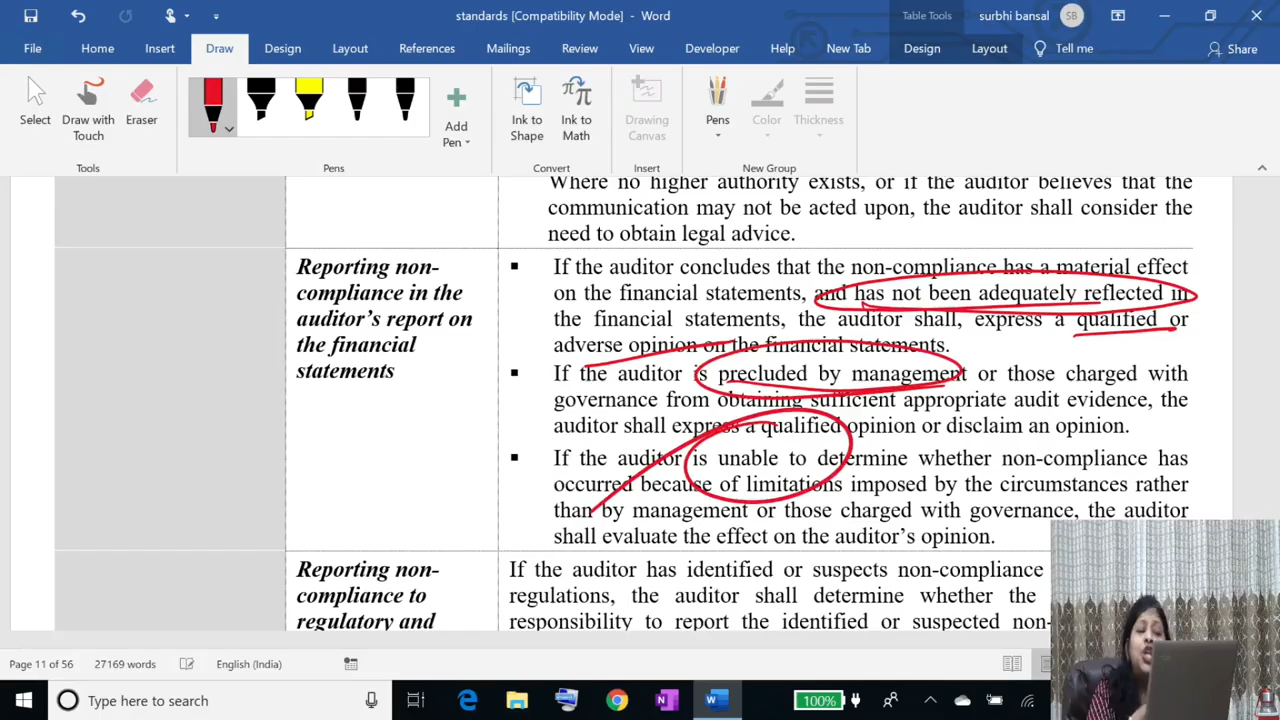 standards [Compatibility Mode] - Word
Table Tools
surbhi bansal
SB
File
Home
Insert
Draw
Design
Layout
References
Mailings
Review
View
Developer
Help
New Tab
Design
Layout
Tell me
Share
Select
Draw with Touch
Eraser
Add Pen
Ink to Shape
Ink to Math
Drawing Canvas
Pens
Color
Thickness
Tools
Pens
Convert
Insert
New Group
Where no higher authority exists, or if the auditor believes that the
communication may not be acted upon, the auditor shall consider the
need to obtain legal advice.
Reporting non-
compliance in the
auditor's report on
the financial
statements
▪ If the auditor concludes that the non-compliance has a material effect
on the financial statements, and has not been adequately reflected in
the financial statements, the auditor shall, express a qualified or
adverse opinion on the financial statements.
▪ If the auditor is precluded by management or those charged with
governance from obtaining sufficient appropriate audit evidence, the
auditor shall express a qualified opinion or disclaim an opinion.
▪ If the auditor is unable to determine whether non-compliance has
occurred because of limitations imposed by the circumstances rather
than by management or those charged with governance, the auditor
shall evaluate the effect on the auditor's opinion.
Reporting non-
compliance to
regulatory and
If the auditor has identified or suspects non-compliance
regulations, the auditor shall determine whether the
responsibility to report the identified or suspected non-
Page 11 of 56
27169 words
English (India)
Type here to search
100%